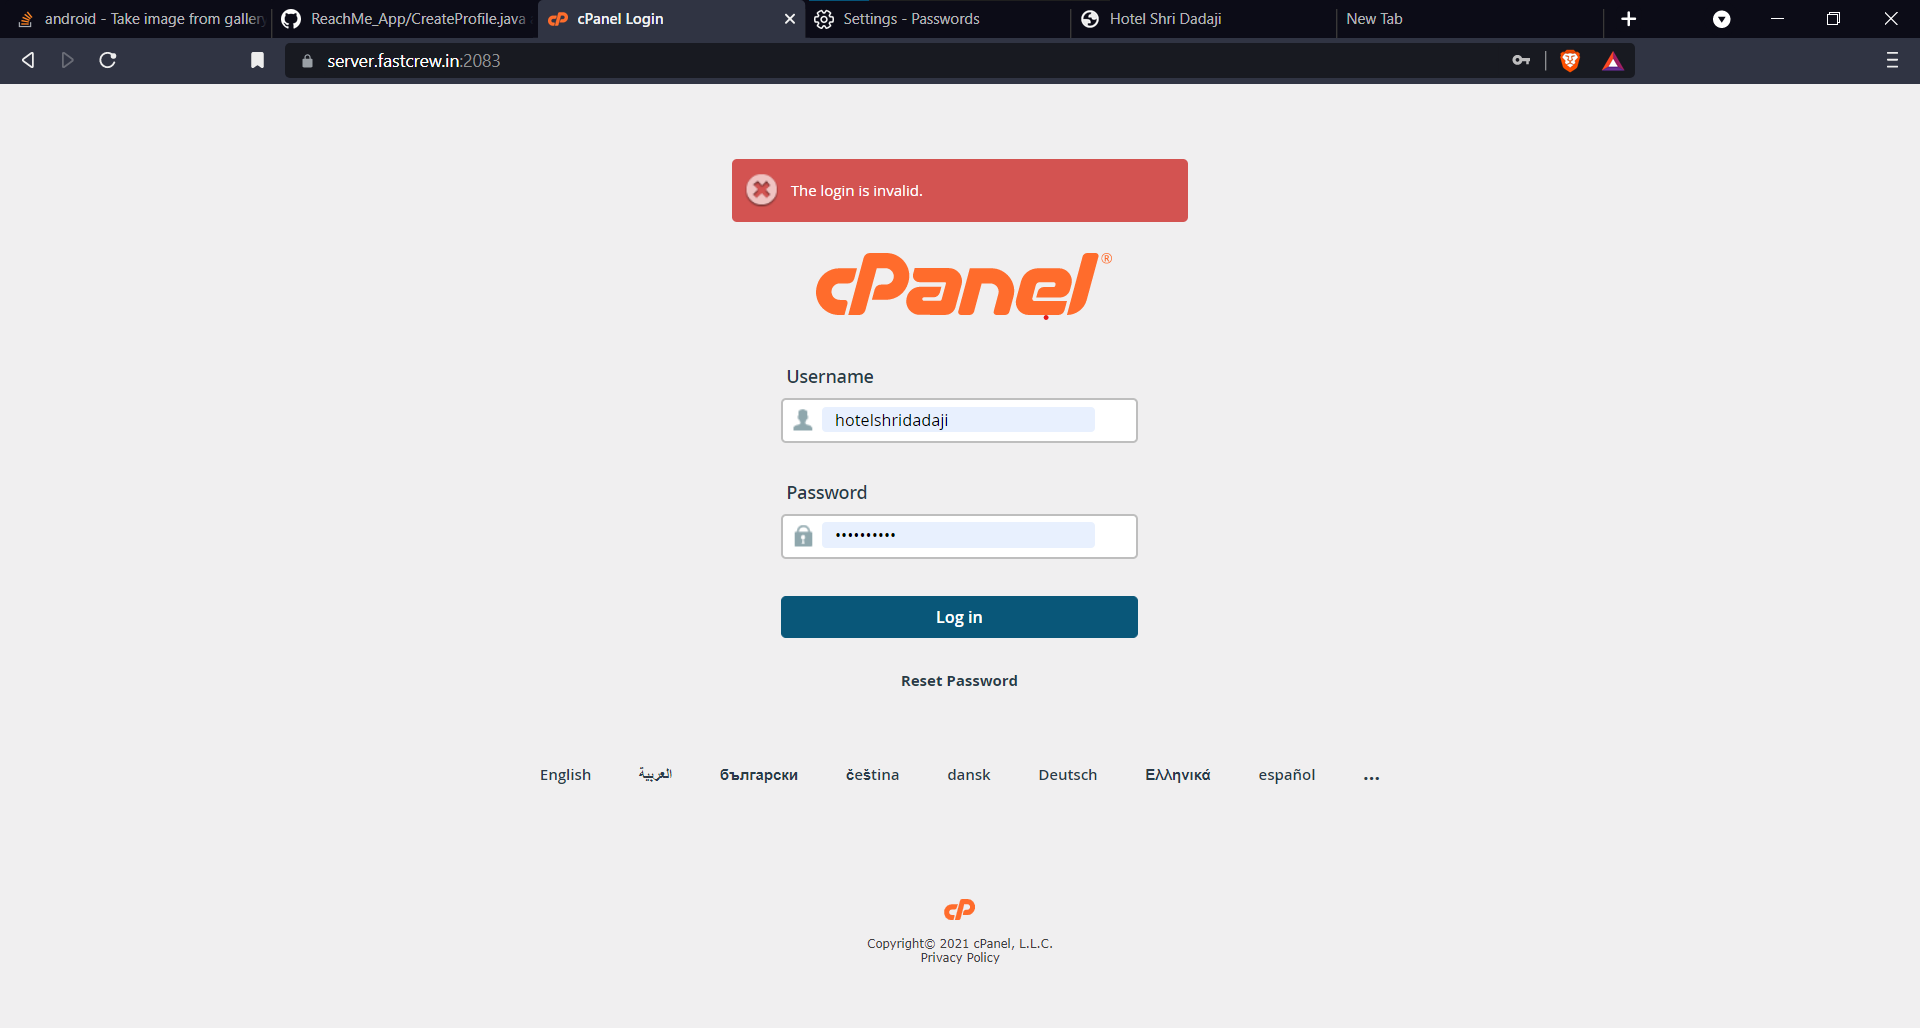 android - Take image from gallery
ReachMe_App/CreateProfile.java
cPanel Login
Settings - Passwords
Hotel Shri Dadaji
New Tab
server.fastcrew.in:2083
The login is invalid.
cPanel®
Username
hotelshridadaji
Password
••••••••••
Log in
Reset Password
English العربية български čeština dansk Deutsch Ελληνικά español ...
cP
Copyright© 2021 cPanel, L.L.C.
Privacy Policy